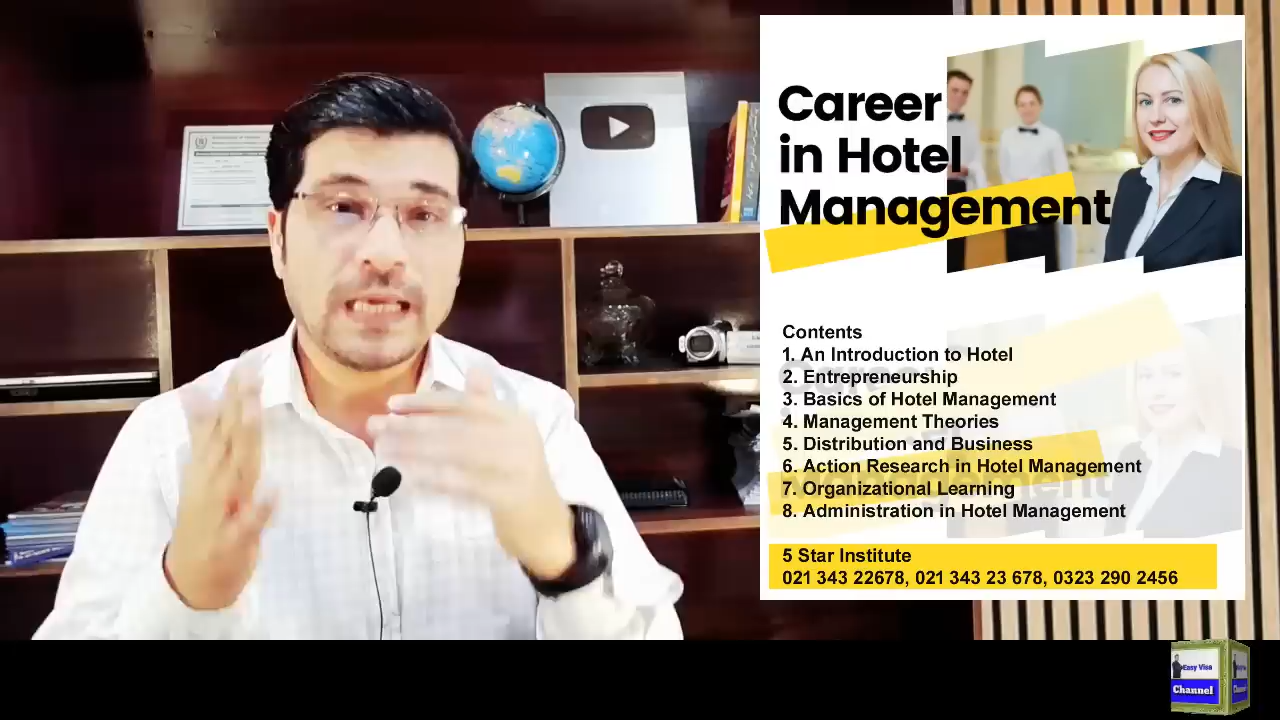 Career
in Hotel
Management
Contents
1. An Introduction to Hotel
2. Entrepreneurship
3. Basics of Hotel Management
4. Management Theories
5. Distribution and Business
6. Action Research in Hotel Management
7. Organizational Learning
8. Administration in Hotel Management
5 Star Institute
021 343 22678, 021 343 23 678, 0323 290 2456
Easy Visa
Channel